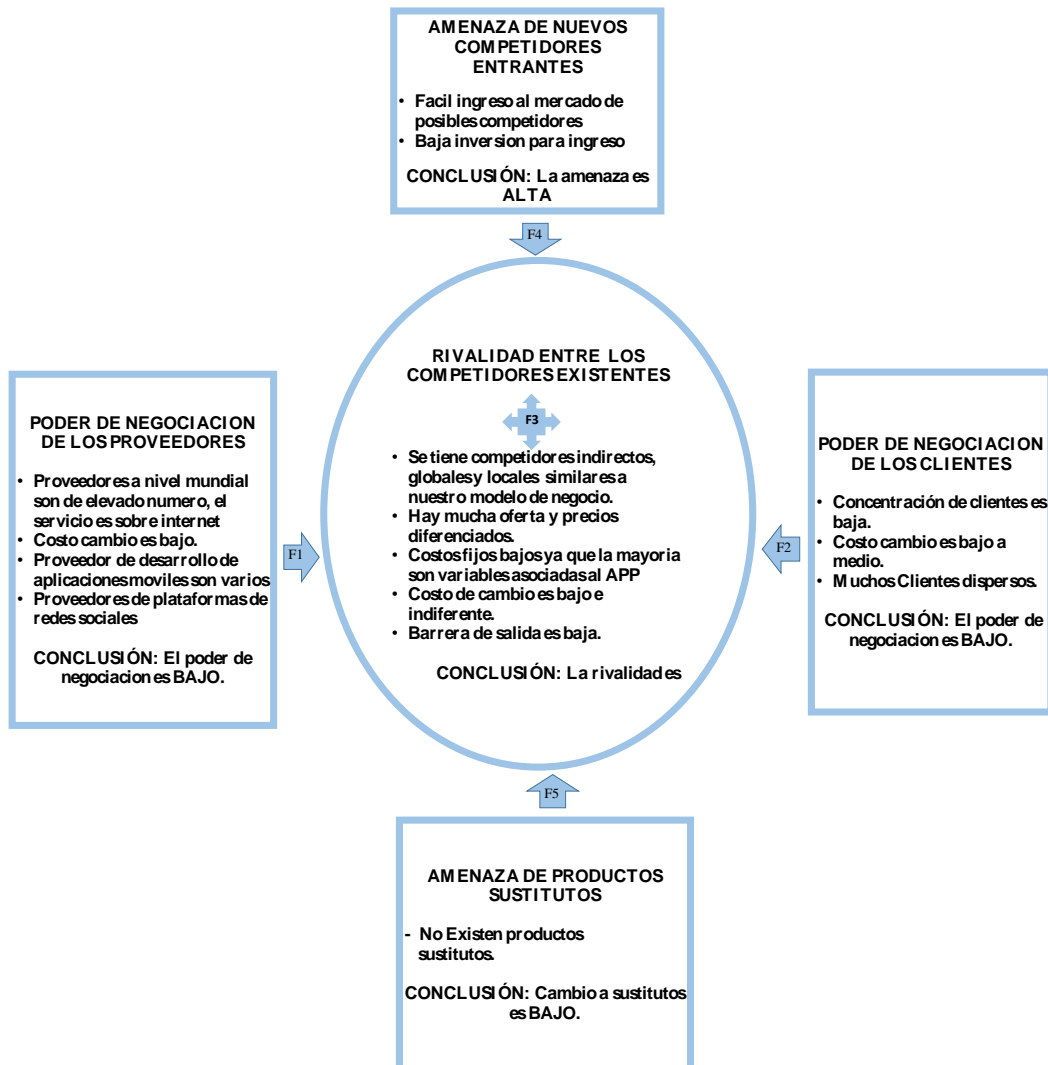 AMENAZA DE NUEVOS
COMPETIDORES
ENTRANTES
• Facil ingreso al mercado de
posibles competidores
• Baja inversion para ingreso
CONCLUSIÓN: La amenaza es
ALTA
F4
RIVALIDAD ENTRE LOS
COMPETIDORES EXISTENTES
F3
• Se tiene competidores indirectos,
globales y locales similares a
nuestro modelo de negocio.
• Hay mucha oferta y precios
diferenciados.
• Costos fijos bajos ya que la mayoria
son variables asociadas al APP
• Costo de cambio es bajo e
indiferente.
• Barrera de salida es baja.
CONCLUSIÓN: La rivalidad es
PODER DE NEGOCIACION
DE LOS PROVEEDORES
• Proveedores a nivel mundial
son de elevado numero, el
servicio es sobre internet
• Costo cambio es bajo.
• Proveedor de desarrollo de
aplicaciones moviles son varios
• Proveedores de plataformas de
redes sociales
CONCLUSIÓN: El poder de
negociacion es BAJO.
F1
F2
PODER DE NEGOCIACION
DE LOS CLIENTES
• Concentración de clientes es
baja.
• Costo cambio es bajo a
medio.
• Muchos Clientes dispersos.
CONCLUSIÓN: El poder de
negociacion es BAJO.
F5
AMENAZA DE PRODUCTOS
SUSTITUTOS
- No Existen productos
sustitutos.
CONCLUSIÓN: Cambio a sustitutos
es BAJO.